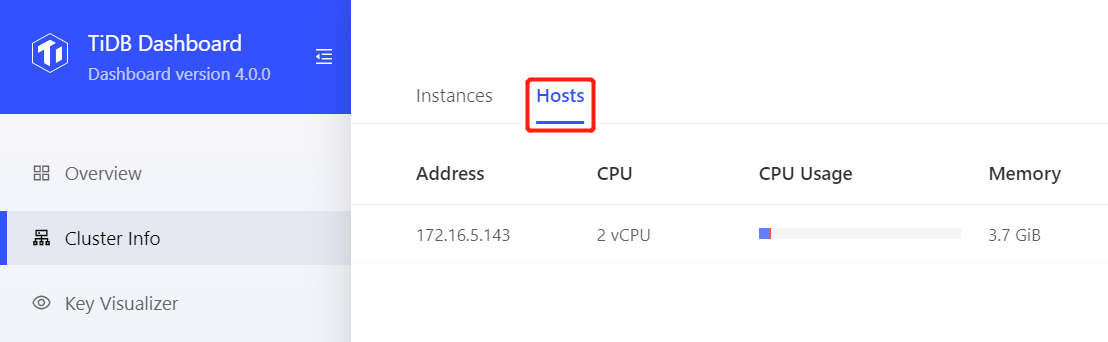 TiDB Dashboard
Dashboard version 4.0.0
Overview
Cluster Info
Key Visualizer
Instances Hosts
Address CPU CPU Usage Memory
172.16.5.143 2 vCPU 3.7 GiB